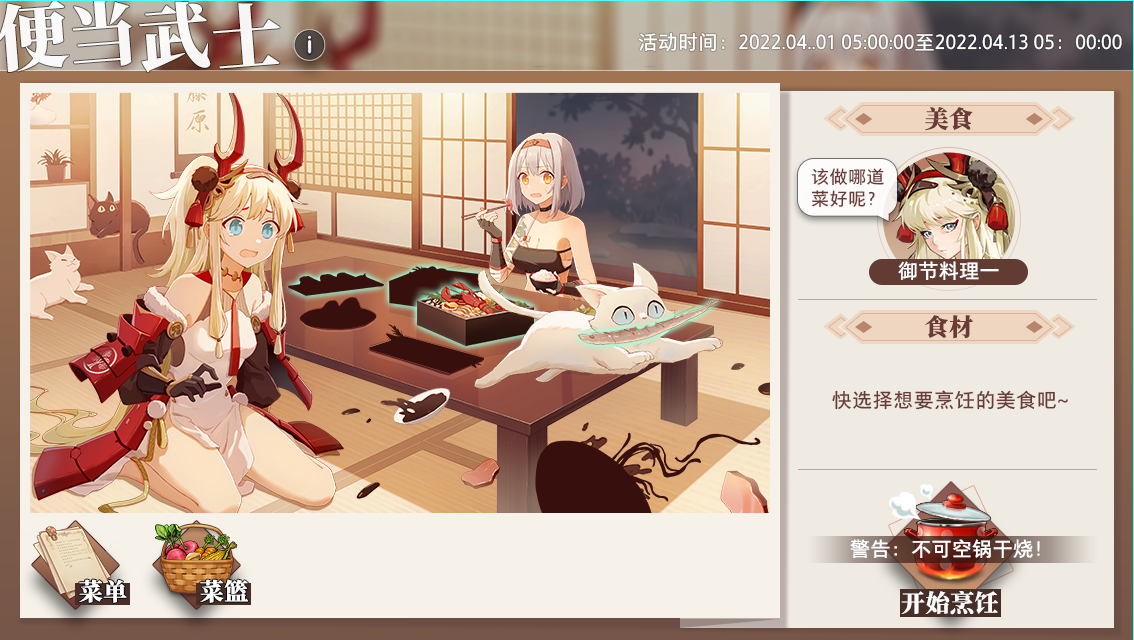 便当武士
i
活动时间：2022.04..01 05:00:00至2022.04.13 05：00:00
藤原
美食
该做哪道
菜好呢？
御节料理一
食材
快选择想要烹饪的美食吧~
警告：不可空锅干烧！
开始烹饪
菜单
菜篮